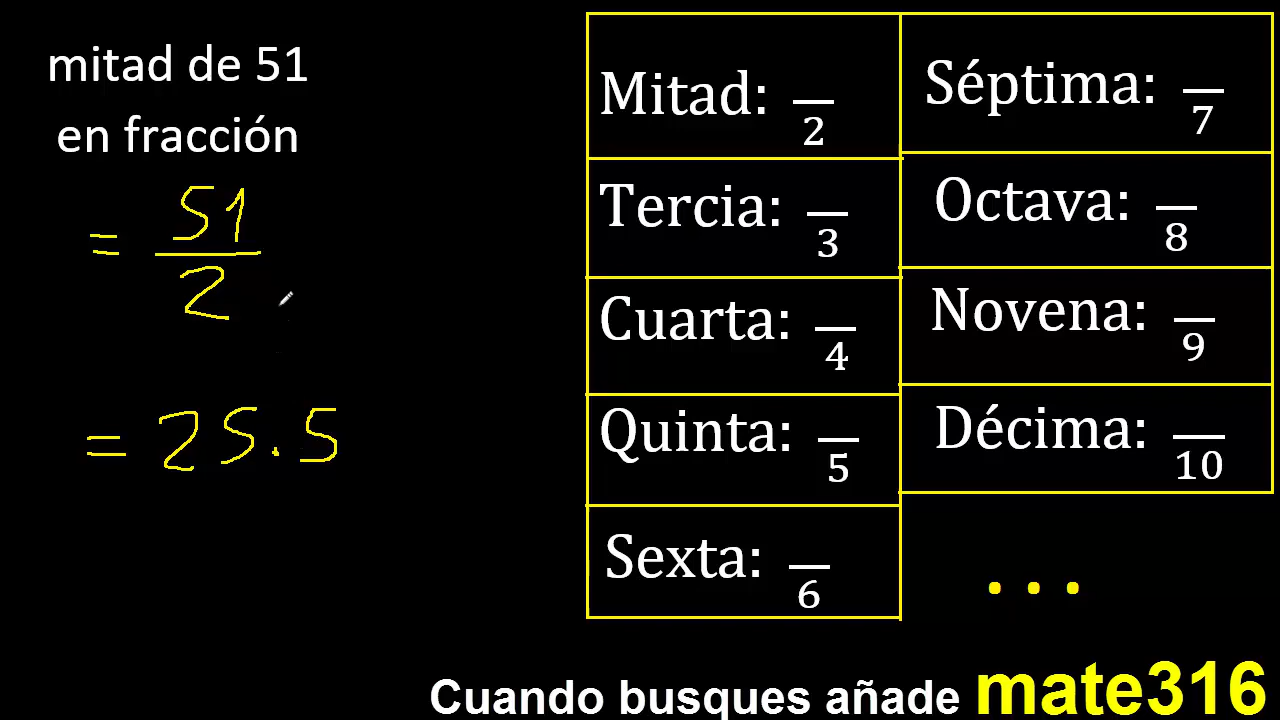 mitad de 51
en fracción
= 51/2
= 25.5
Mitad: _/2
Tercia: _/3
Cuarta: _/4
Quinta: _/5
Sexta: _/6
Séptima: _/7
Octava: _/8
Novena: _/9
Décima: _/10
...
Cuando busques añade mate316